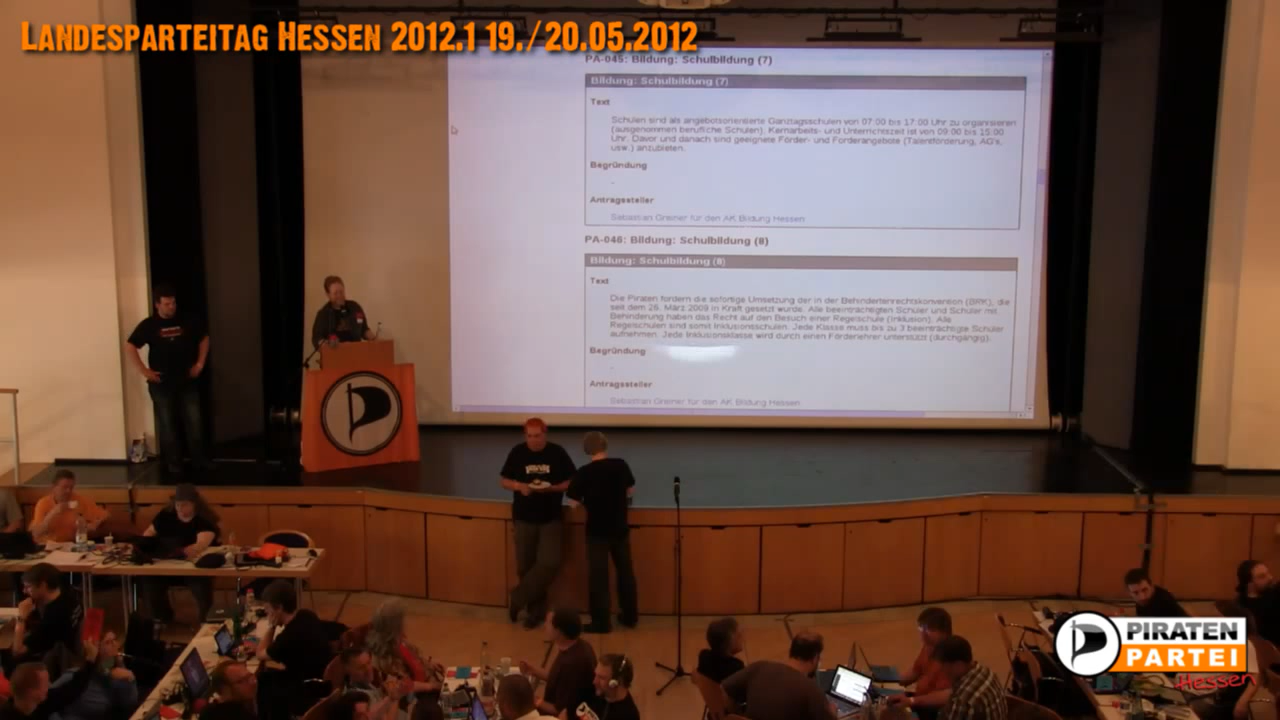 LANDESPARTEITAG HESSEN 2012.1 19./20.05.2012
PA-045: Bildung: Schulbildung (7)
Bildung: Schulbildung (7)
Text
Schulen sind als angebotsorientierte Ganztagsschulen von 07:00 bis 17:00 Uhr zu organisieren
(ausgenommen berufliche Schulen). Kernarbeits- und Unterrichtszeit ist von 09:00 bis 15:00
Uhr. Davor und danach sind geeignete Förder- und Forderangebote (Talentförderung, AG's,
usw.) anzubieten.
Begründung
-
Antragssteller
Sebastian Greiner für den AK Bildung Hessen
PA-046: Bildung: Schulbildung (8)
Bildung: Schulbildung (8)
Text
Die Piraten fordern die sofortige Umsetzung der in der Behindertenrechtskonvention (BRK), die
seit dem 26. März 2009 in Kraft gesetzt wurde. Alle beeinträchtigten Schüler und Schüler mit
Behinderung haben das Recht auf den Besuch einer Regelschule (Inklusion). Alle
Regelschulen sind somit Inklusionsschulen. Jede Klasse muss bis zu 3 beeinträchtigte Schüler
aufnehmen. Jede Inklusionsklasse wird durch einen Förderlehrer unterstützt (durchgängig).
Begründung
-
Antragssteller
Sebastian Greiner für den AK Bildung Hessen
PIRATEN
PARTEI
Hessen